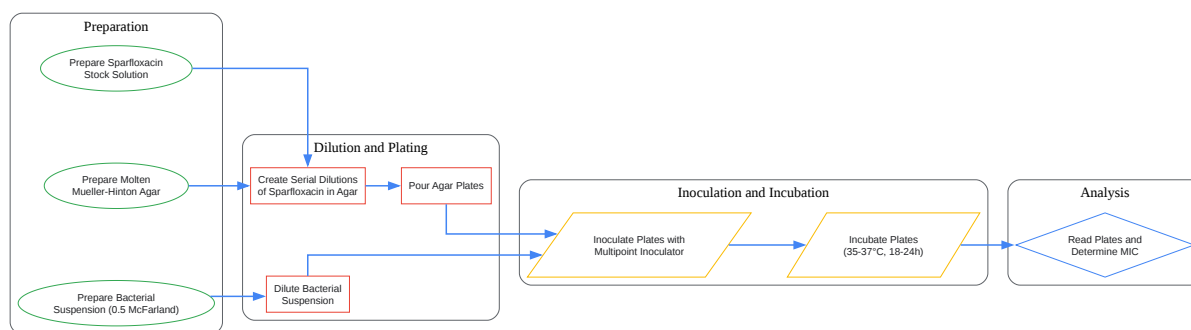 Preparation
Prepare Sparfloxacin
Stock Solution
Prepare Molten
Mueller-Hinton Agar
Prepare Bacterial
Suspension (0.5 McFarland)
Dilution and Plating
Create Serial Dilutions
of Sparfloxacin in Agar
Pour Agar Plates
Dilute Bacterial
Suspension
Inoculation and Incubation
Inoculate Plates with
Multipoint Inoculator
Incubate Plates
(35-37°C, 18-24h)
Analysis
Read Plates and
Determine MIC